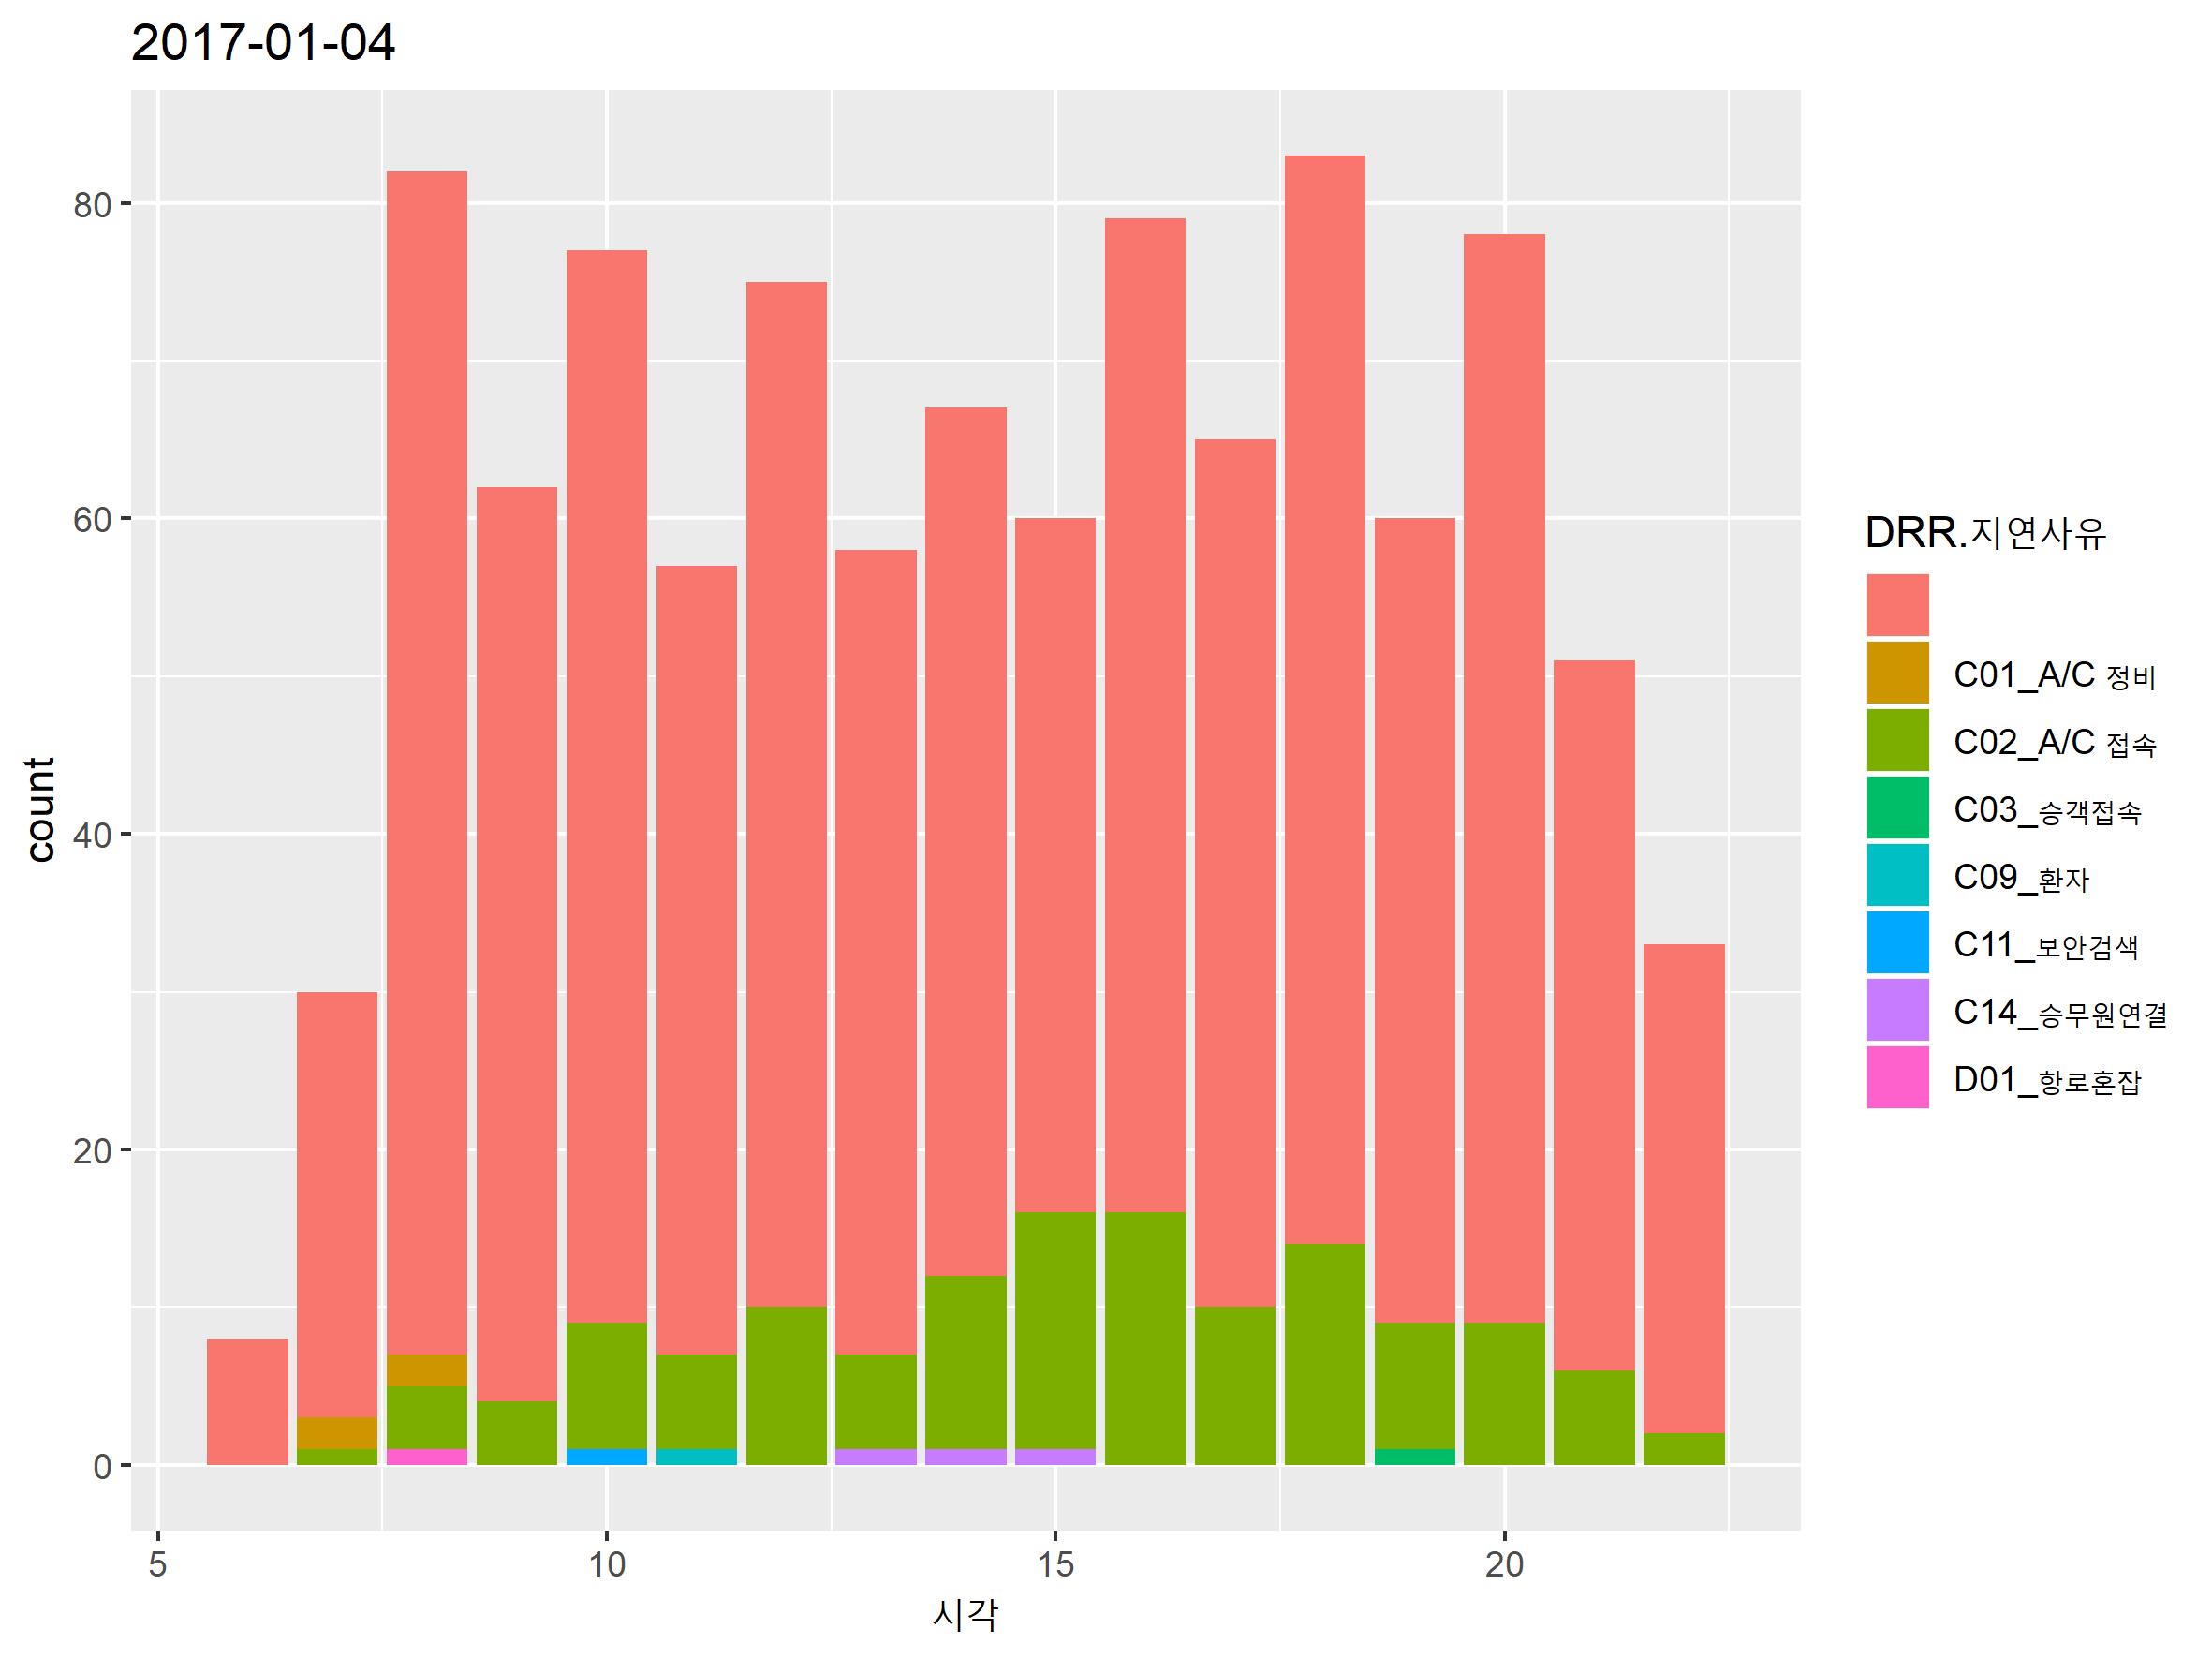 2017-01-04
count
80
60
40
20
0
5 10 15 20
시각
DRR.지연사유
C01_A/C 정비
C02_A/C 접속
C03_승객접속
C09_환자
C11_보안검색
C14_승무원연결
D01_항로혼잡